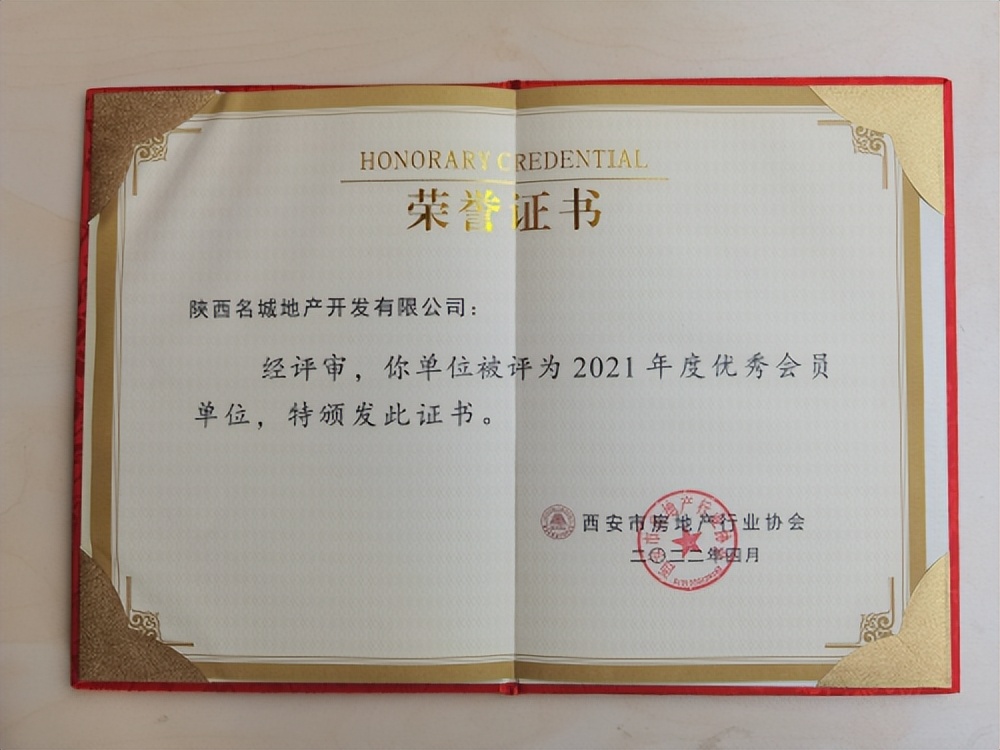 HONORARY CREDENTIAL
荣誉证书
陕西名城地产开发有限公司：
经评审，你单位被评为2021年度优秀会员
单位，特颁发此证书。
西安市房地产行业协会
二〇二二年四月